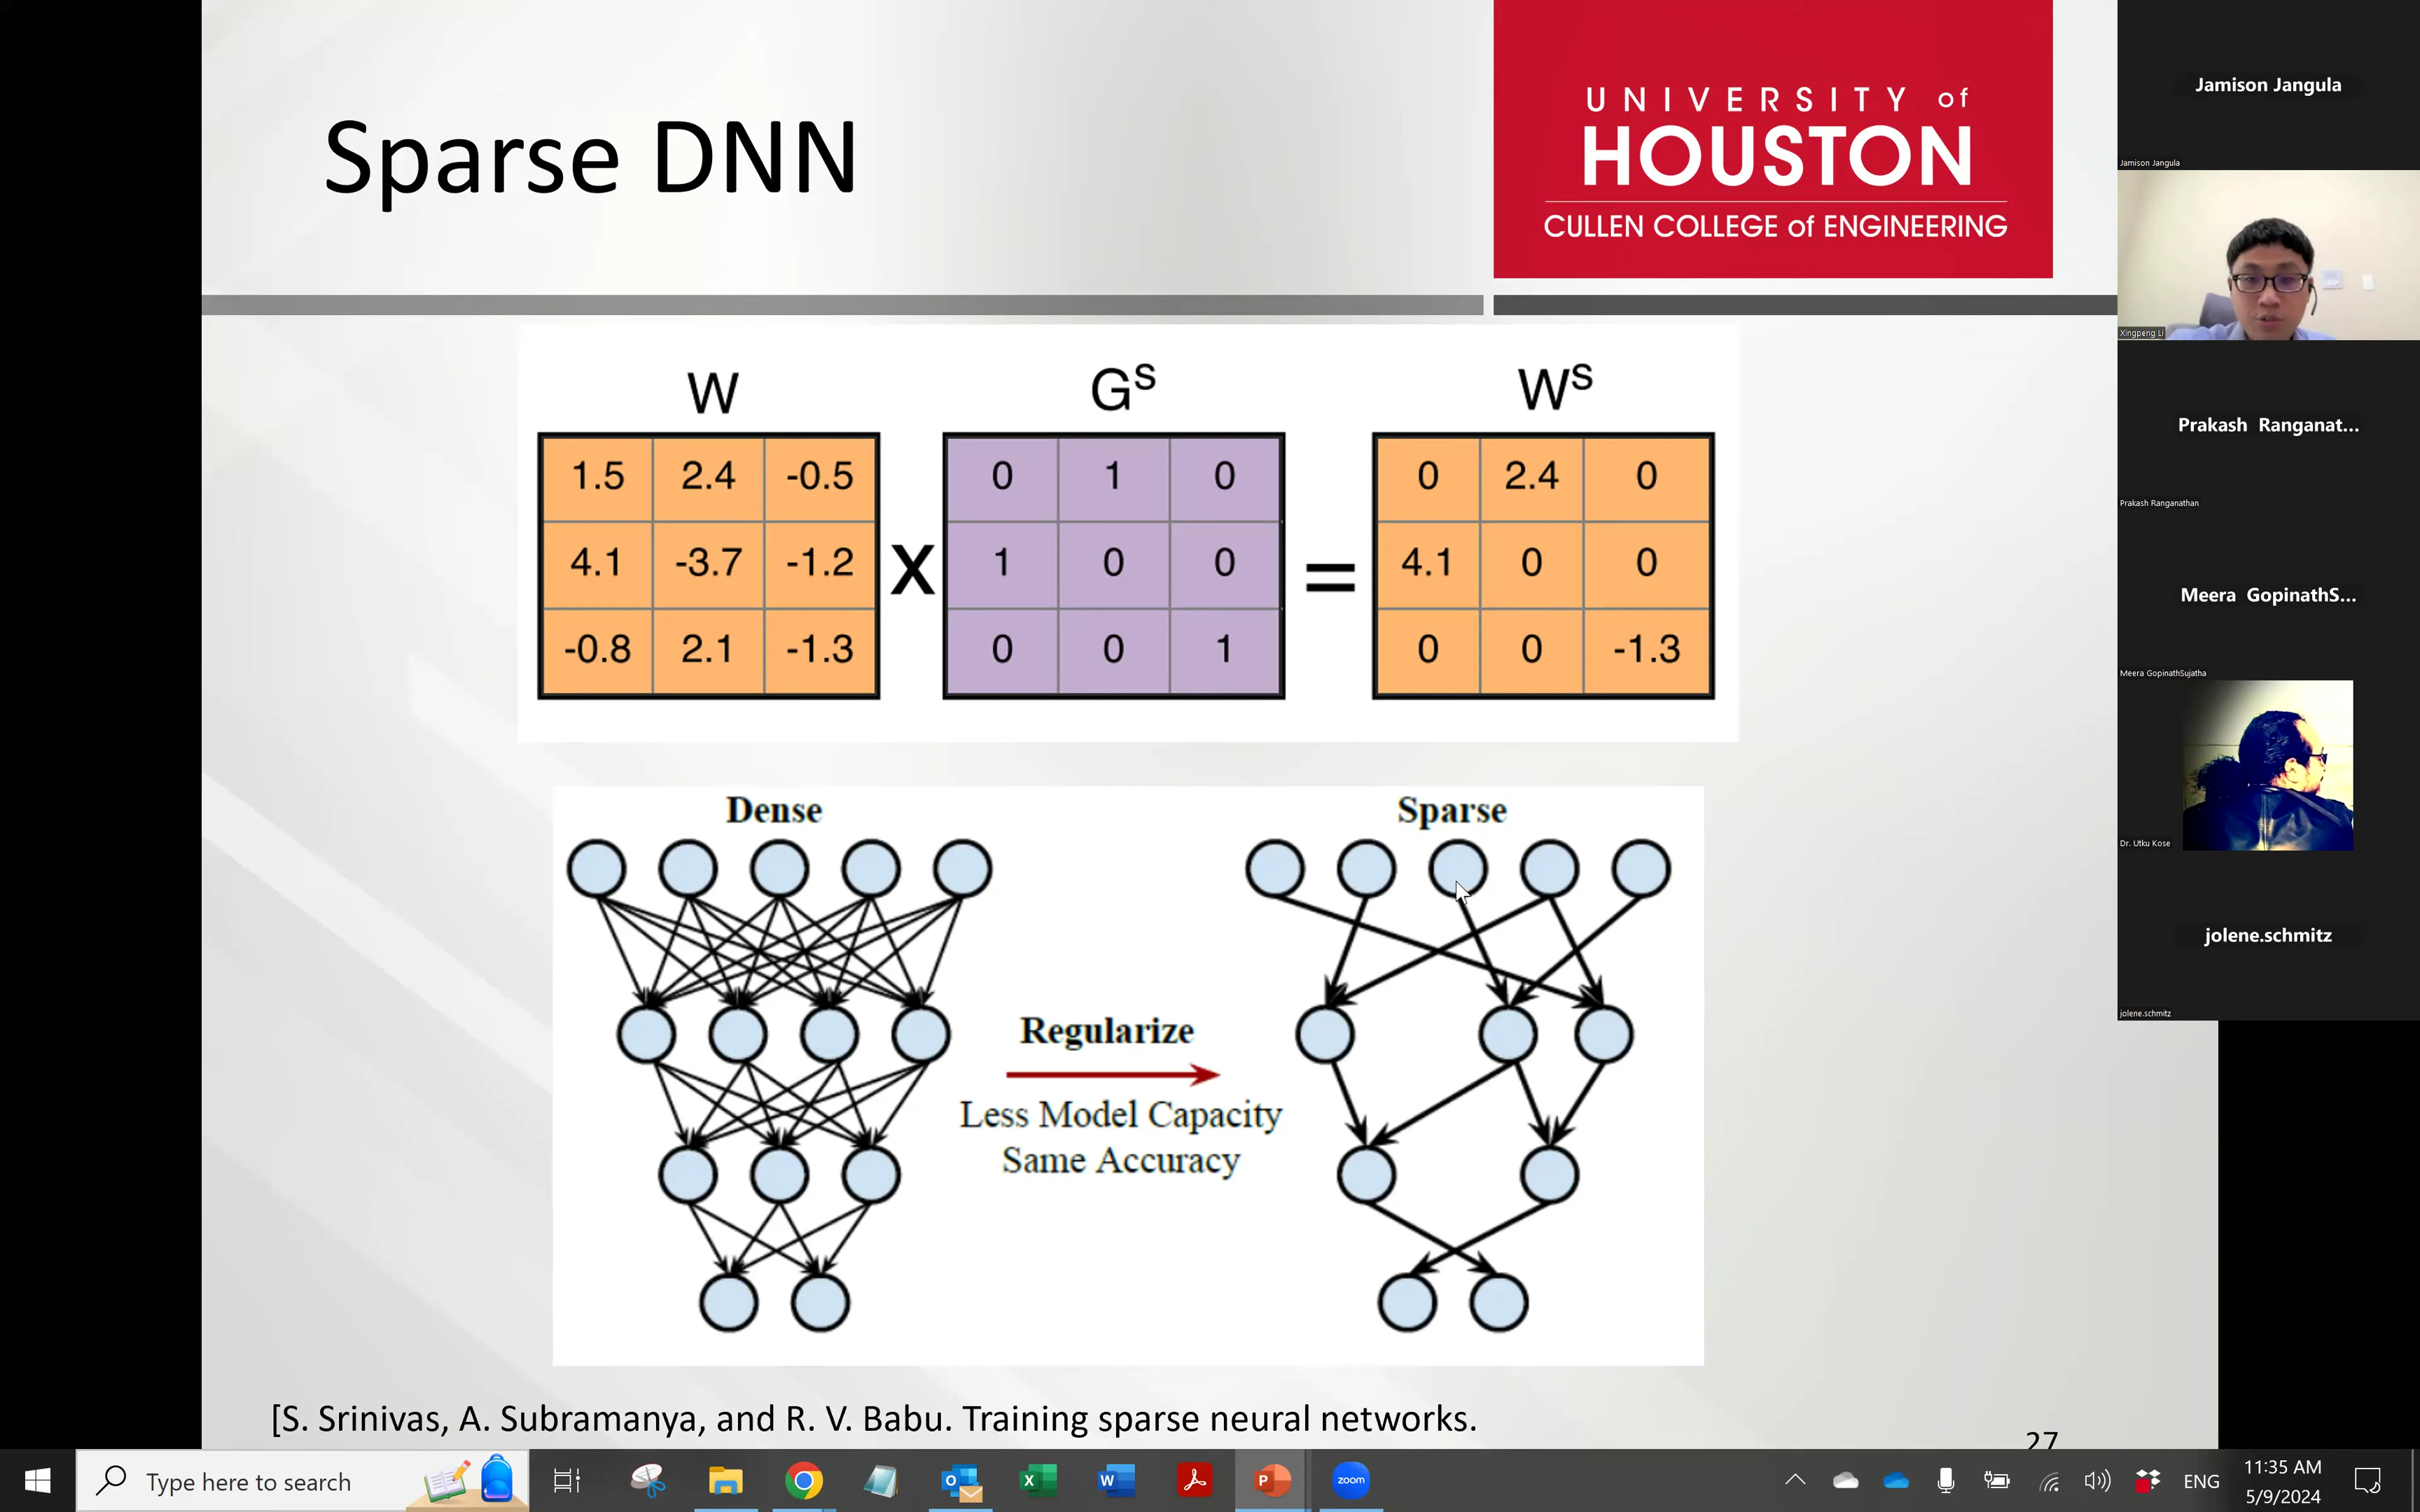 Sparse DNN
UNIVERSITY of
HOUSTON
CULLEN COLLEGE of ENGINEERING
W
G^S
W^S
1.5 2.4 -0.5
4.1 -3.7 -1.2
-0.8 2.1 -1.3
X
0 1 0
1 0 0
0 0 1
=
0 2.4 0
4.1 0 0
0 0 -1.3
Dense
Sparse
Regularize
Less Model Capacity
Same Accuracy
[S. Srinivas, A. Subramanya, and R. V. Babu. Training sparse neural networks.
27
Jamison Jangula
Jamison Jangula
Xingpeng Li
Prakash Ranganat...
Prakash Ranganathan
Meera GopinathS...
Meera GopinathSujatha
Dr. Utku Kose
jolene.schmitz
jolene.schmitz
Type here to search
zoom
ENG
11:35 AM
5/9/2024